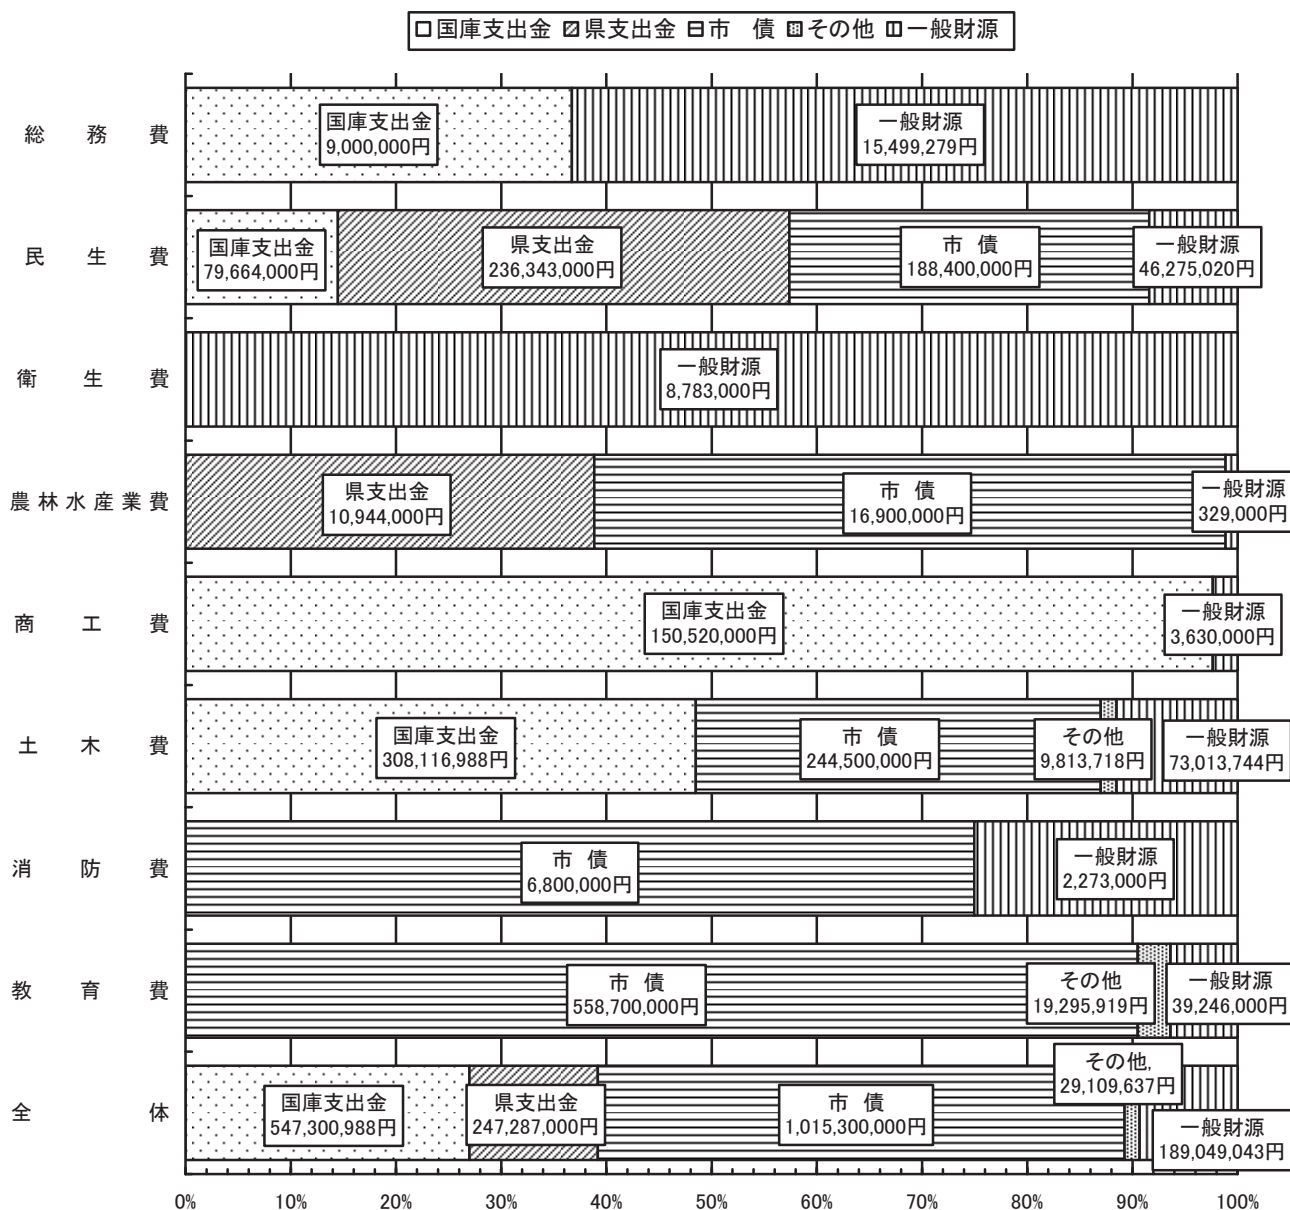 国庫支出金 県支出金 市　債 その他 一般財源
総務費
国庫支出金
9,000,000円
一般財源
15,499,279円
民生費
国庫支出金
79,664,000円
県支出金
236,343,000円
市 債
188,400,000円
一般財源
46,275,020円
衛生費
一般財源
8,783,000円
農林水産業費
県支出金
10,944,000円
市 債
16,900,000円
一般財源
329,000円
商工費
国庫支出金
150,520,000円
一般財源
3,630,000円
土木費
国庫支出金
308,116,988円
市 債
244,500,000円
その他
9,813,718円
一般財源
73,013,744円
消防費
市 債
6,800,000円
一般財源
2,273,000円
教育費
市 債
558,700,000円
その他
19,295,919円
一般財源
39,246,000円
全体
国庫支出金
547,300,988円
県支出金
247,287,000円
市 債
1,015,300,000円
その他,
29,109,637円
一般財源
189,049,043円
0% 10% 20% 30% 40% 50% 60% 70% 80% 90% 100%